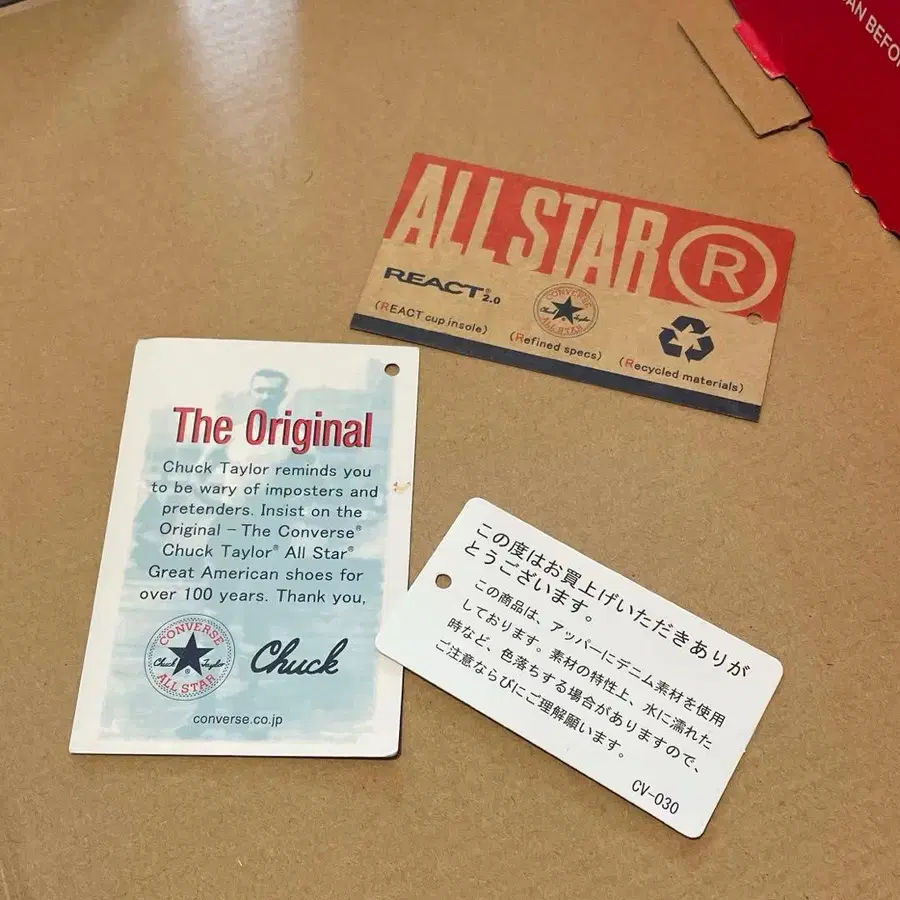 AN BEFO
ALL STAR ®
REACT® 2.0
(REACT cup insole)
CONVERSE
Chuck Taylor
ALL STAR
(Refined specs)
(Recycled materials)
The Original
Chuck Taylor reminds you
to be wary of imposters and
pretenders. Insist on the
Original – The Converse®
Chuck Taylor® All Star®
Great American shoes for
over 100 years. Thank you,
CONVERSE
Chuck Taylor
ALL STAR
Chuck
converse.co.jp
この度はお買上げいただきありが
とうございます。
この商品は、アッパーにデニム素材を使用
しております。素材の特性上、水に濡れた
時など、色落ちする場合がありますので、
ご注意ならびにご理解願います。
CV-030